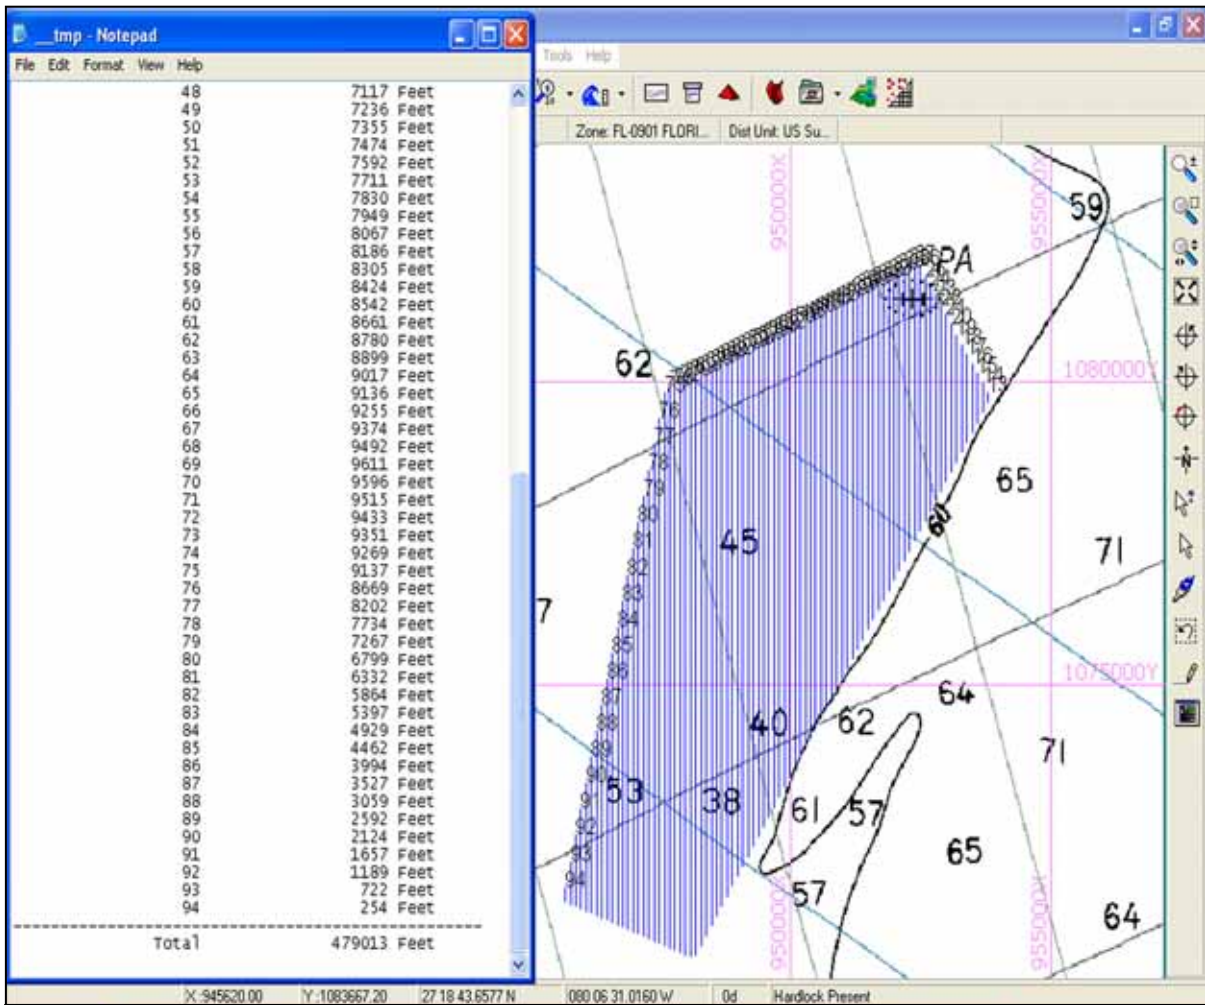 __tmp - Notepad
File Edit Format View Help
48 7117 Feet
49 7236 Feet
50 7355 Feet
51 7474 Feet
52 7592 Feet
53 7711 Feet
54 7830 Feet
55 7949 Feet
56 8067 Feet
57 8186 Feet
58 8305 Feet
59 8424 Feet
60 8542 Feet
61 8661 Feet
62 8780 Feet
63 8899 Feet
64 9017 Feet
65 9136 Feet
66 9255 Feet
67 9374 Feet
68 9492 Feet
69 9611 Feet
70 9596 Feet
71 9515 Feet
72 9433 Feet
73 9351 Feet
74 9269 Feet
75 9137 Feet
76 8669 Feet
77 8202 Feet
78 7734 Feet
79 7267 Feet
80 6799 Feet
81 6332 Feet
82 5864 Feet
83 5397 Feet
84 4929 Feet
85 4462 Feet
86 3994 Feet
87 3527 Feet
88 3059 Feet
89 2592 Feet
90 2124 Feet
91 1657 Feet
92 1189 Feet
93 722 Feet
94 254 Feet
Total 479013 Feet
Tools Help
Zone: FL-0901 FLORI... Dist Unit: US Su...
950000X
955000X
59
PA
62
1080000Y
76
77
78
79
80
81
82
83
84
85
86
87
88
89
90
91
92
93
94
65
60
45
71
7
1075000Y
64
40
62
71
53
38
61
57
65
57
64
950000X
955000X
X:945620.00 Y:1083667.20 27 18 43.6577 N 080 06 31.0160 W 0d Hardlock Present